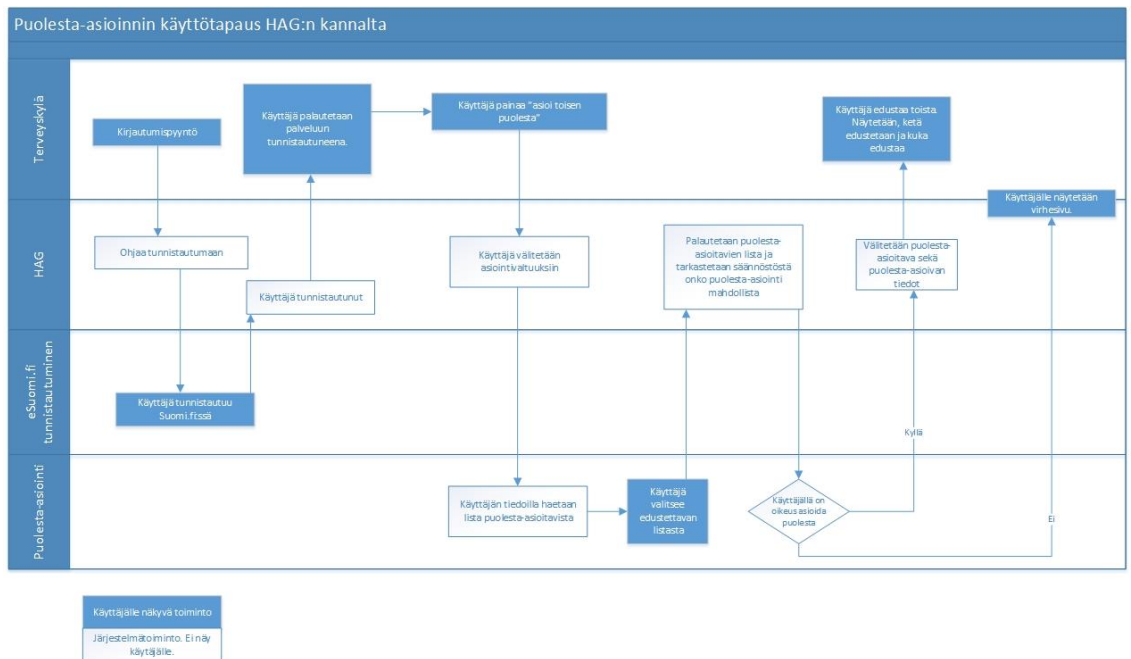 Puolesta-asioinnin käyttötapaus HAG:n kannalta
Terveyskylä
Kirjautumispyyntö
Käyttäjä palautetaan
palveluun
tunnistautuneena.
Käyttäjä painaa "asioi toisen
puolesta"
Käyttäjä edustaa toista.
Näytetään, ketä
edustetaan ja kuka
edustaa
Käyttäjälle näytetään
virhesivu.
HAG
Ohjaa tunnistautumaan
Käyttäjä tunnistautunut
Käyttäjä välitetään
asiointivaltuuksiin
Palautetaan puolesta-
asioitavien lista ja
tarkastetaan säännöstöstä
onko puolesta-asiointi
mahdollista
Välitetään puolesta-
asioitava sekä
puolesta-asioivan
tiedot
eSuomi.fi
tunnistautuminen
Käyttäjä tunnistautuu
Suomi.fi:ssä
Kyllä
Puolesta-asiointi
Käyttäjän tiedoilla haetaan
lista puolesta-asioitavista
Käyttäjä
valitsee
edustettavan
listasta
Käyttäjällä on
oikeus asioida
puolesta
Ei
Käyttäjälle näkyvä toiminto
Järjestelmätoiminto. Ei näy
käytäjälle.